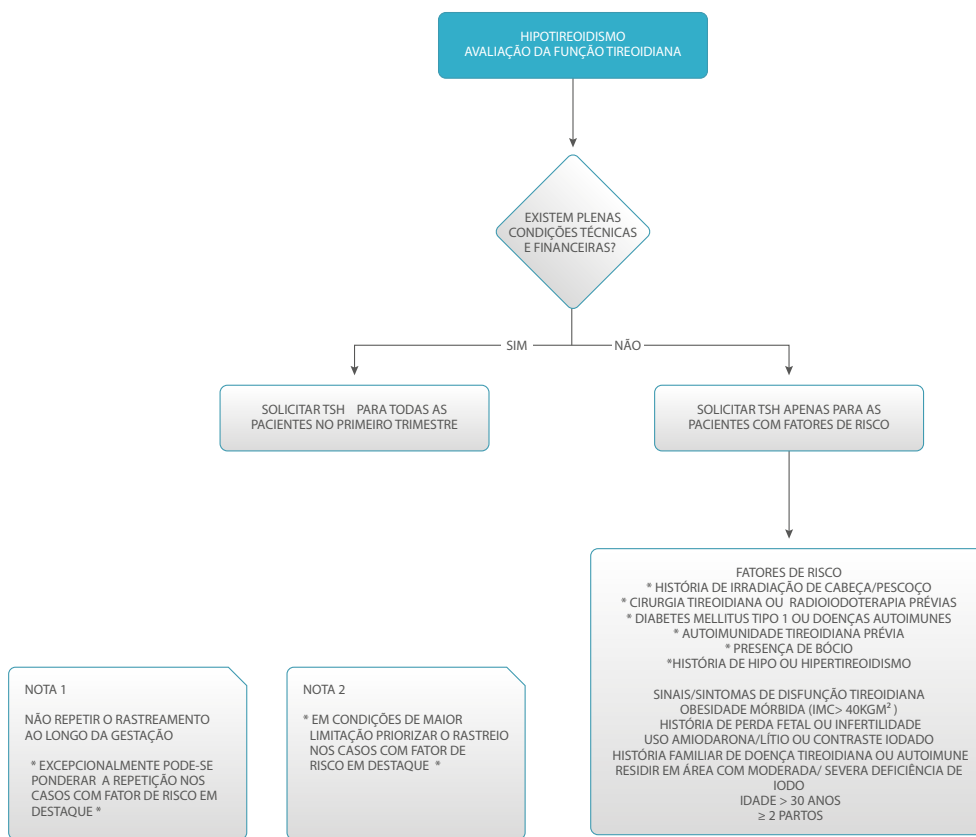 HIPOTIREOIDISMO
AVALIAÇÃO DA FUNÇÃO TIREOIDIANA
EXISTEM PLENAS
CONDIÇÕES TÉCNICAS
E FINANCEIRAS?
SIM
NÃO
SOLICITAR TSH PARA TODAS AS
PACIENTES NO PRIMEIRO TRIMESTRE
SOLICITAR TSH APENAS PARA AS
PACIENTES COM FATORES DE RISCO
FATORES DE RISCO
* HISTÓRIA DE IRRADIAÇÃO DE CABEÇA/PESCOÇO
* CIRURGIA TIREOIDIANA OU RADIOIODOTERAPIA PRÉVIAS
* DIABETES MELLITUS TIPO 1 OU DOENÇAS AUTOIMUNES
* AUTOIMUNIDADE TIREOIDIANA PRÉVIA
* PRESENÇA DE BÓCIO
*HISTÓRIA DE HIPO OU HIPERTIREOIDISMO
SINAIS/SINTOMAS DE DISFUNÇÃO TIREOIDIANA
OBESIDADE MÓRBIDA (IMC> 40KGM² )
HISTÓRIA DE PERDA FETAL OU INFERTILIDADE
USO AMIODARONA/LÍTIO OU CONTRASTE IODADO
HISTÓRIA FAMILIAR DE DOENÇA TIREOIDIANA OU AUTOIMUNE
RESIDIR EM ÁREA COM MODERADA/ SEVERA DEFICIÊNCIA DE
IODO
IDADE > 30 ANOS
≥ 2 PARTOS
NOTA 1
NÃO REPETIR O RASTREAMENTO
AO LONGO DA GESTAÇÃO
* EXCEPCIONALMENTE PODE-SE
PONDERAR A REPETIÇÃO NOS
CASOS COM FATOR DE RISCO EM
DESTAQUE *
NOTA 2
* EM CONDIÇÕES DE MAIOR
LIMITAÇÃO PRIORIZAR O RASTREIO
NOS CASOS COM FATOR DE
RISCO EM DESTAQUE *